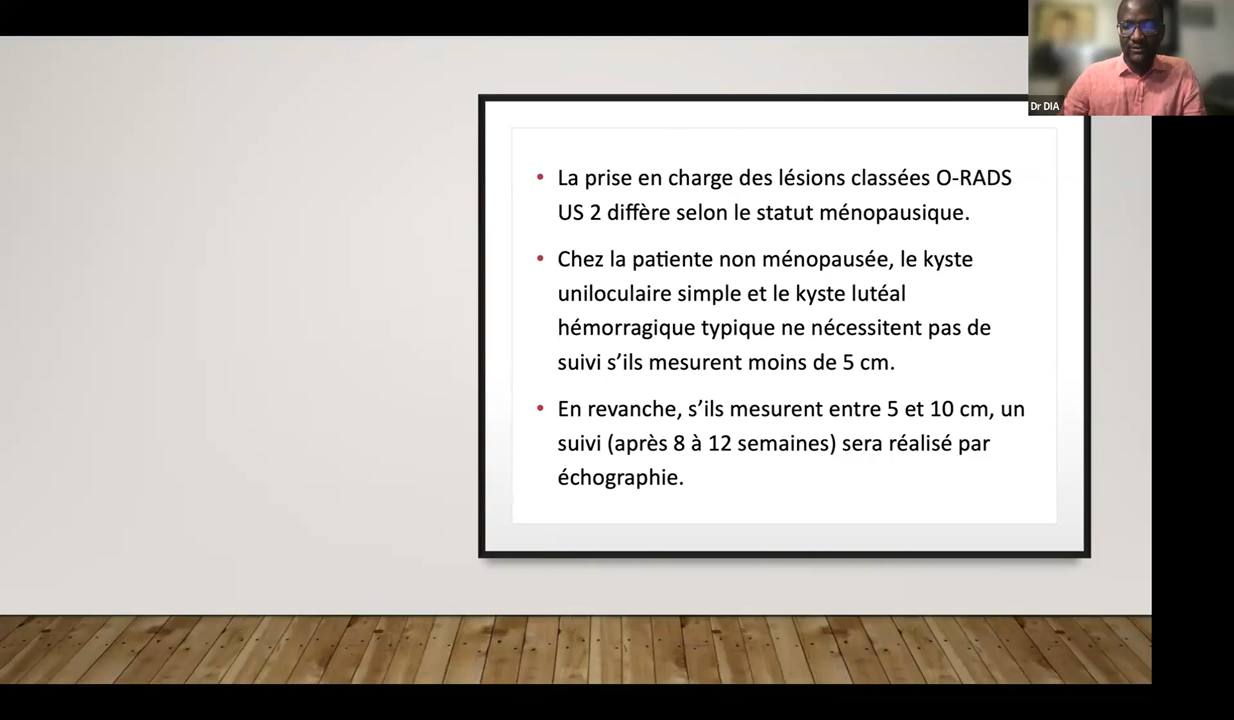 Dr DIA
• La prise en charge des lésions classées O-RADS
US 2 diffère selon le statut ménopausique.
• Chez la patiente non ménopausée, le kyste
uniloculaire simple et le kyste lutéal
hémorragique typique ne nécessitent pas de
suivi s’ils mesurent moins de 5 cm.
• En revanche, s’ils mesurent entre 5 et 10 cm, un
suivi (après 8 à 12 semaines) sera réalisé par
échographie.